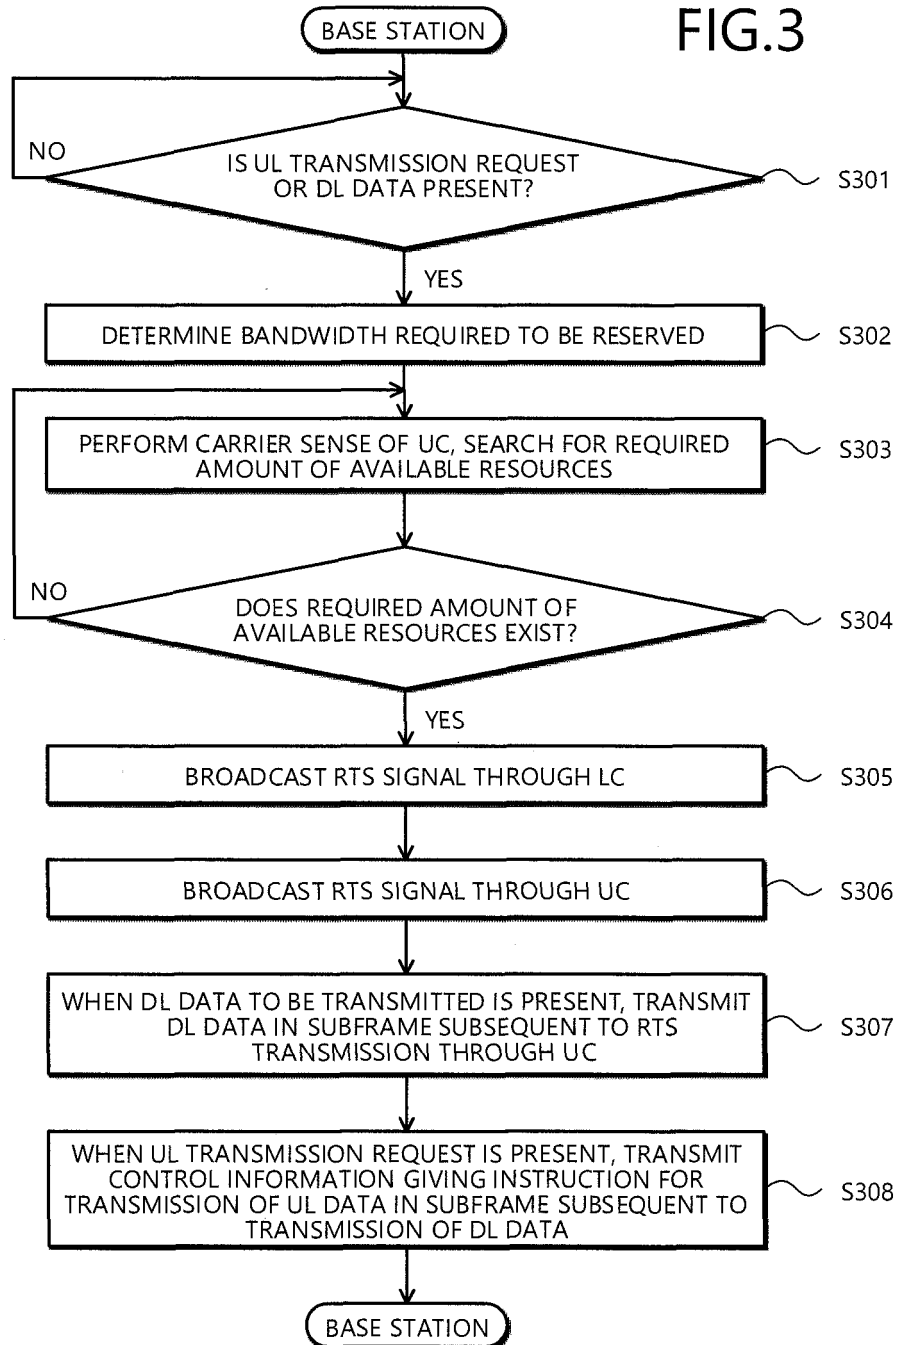 FIG.3
BASE STATION
NO
IS UL TRANSMISSION REQUEST
OR DL DATA PRESENT?
S301
YES
DETERMINE BANDWIDTH REQUIRED TO BE RESERVED
S302
PERFORM CARRIER SENSE OF UC, SEARCH FOR REQUIRED
AMOUNT OF AVAILABLE RESOURCES
S303
NO
DOES REQUIRED AMOUNT OF
AVAILABLE RESOURCES EXIST?
S304
YES
BROADCAST RTS SIGNAL THROUGH LC
S305
BROADCAST RTS SIGNAL THROUGH UC
S306
WHEN DL DATA TO BE TRANSMITTED IS PRESENT, TRANSMIT
DL DATA IN SUBFRAME SUBSEQUENT TO RTS
TRANSMISSION THROUGH UC
S307
WHEN UL TRANSMISSION REQUEST IS PRESENT, TRANSMIT
CONTROL INFORMATION GIVING INSTRUCTION FOR
TRANSMISSION OF UL DATA IN SUBFRAME SUBSEQUENT TO
TRANSMISSION OF DL DATA
S308
BASE STATION